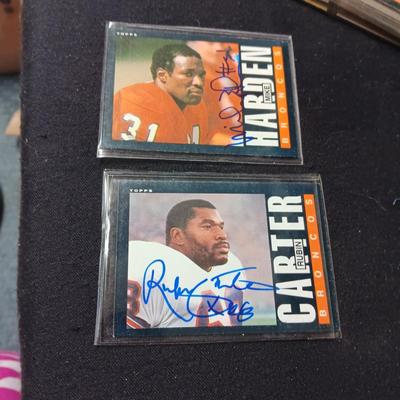 TOPPS
31
HARDEN
MIKE
BRONCOS
TOPPS
CARTER
RUBIN
BRONCOS